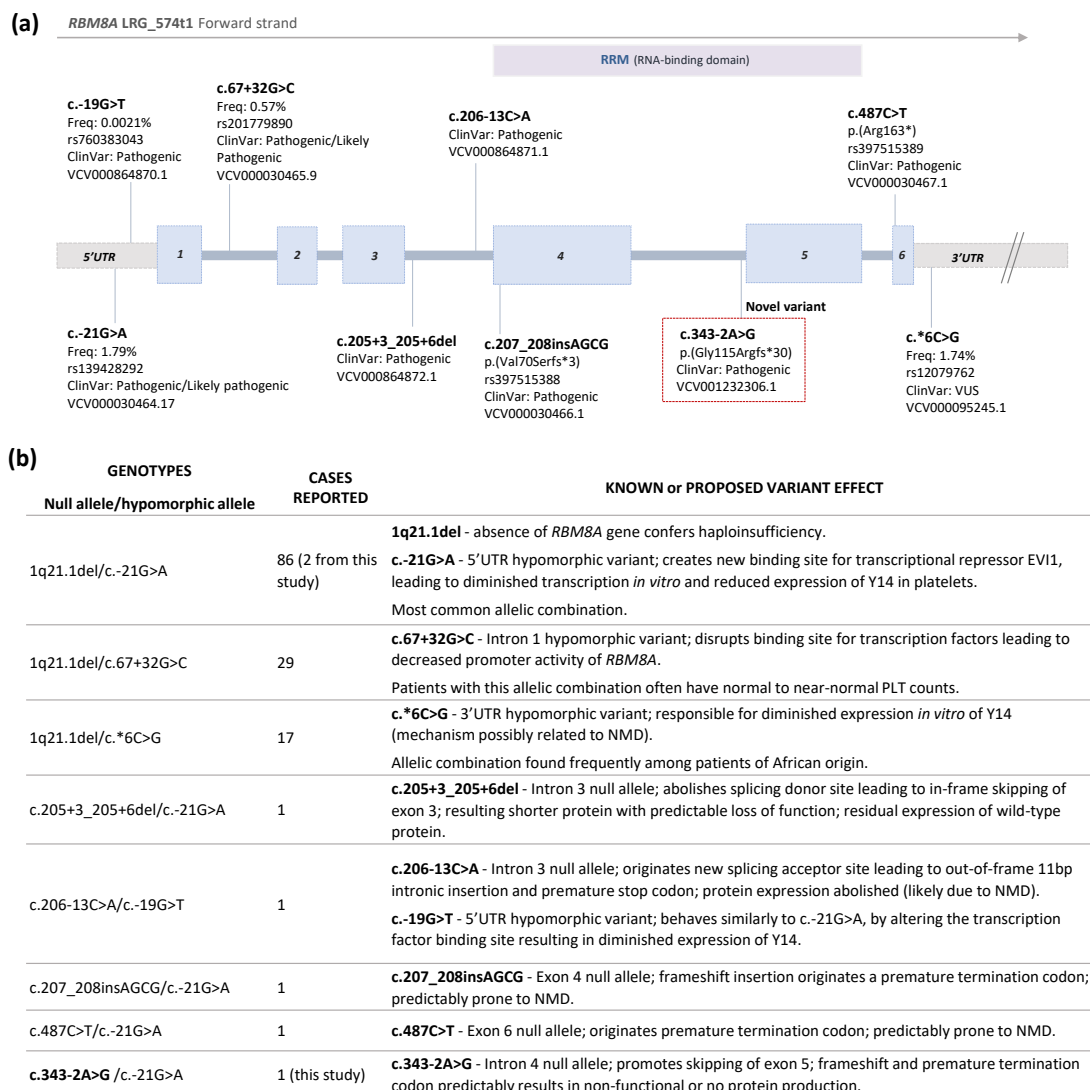 (a)
RBM8A LRG_574t1 Forward strand
RRM (RNA-binding domain)
c.-19G>T
Freq: 0.0021%
rs760383043
ClinVar: Pathogenic
VCV000864870.1
c.67+32G>C
Freq: 0.57%
rs201779890
ClinVar: Pathogenic/Likely
Pathogenic
VCV000030465.9
c.206-13C>A
ClinVar: Pathogenic
VCV000864871.1
c.487C>T
p.(Arg163*)
rs397515389
ClinVar: Pathogenic
VCV000030467.1
5'UTR
1
2
3
4
5
6
3'UTR
c.-21G>A
Freq: 1.79%
rs139428292
ClinVar: Pathogenic/Likely pathogenic
VCV000030464.17
c.205+3_205+6del
ClinVar: Pathogenic
VCV000864872.1
c.207_208insAGCG
p.(Val70Serfs*3)
rs397515388
ClinVar: Pathogenic
VCV000030466.1
Novel variant
c.343-2A>G
p.(Gly115Argfs*30)
ClinVar: Pathogenic
VCV001232306.1
c.*6C>G
Freq: 1.74%
rs12079762
ClinVar: VUS
VCV000095245.1
(b)
GENOTYPES
Null allele/hypomorphic allele
CASES
REPORTED
KNOWN or PROPOSED VARIANT EFFECT
1q21.1del/c.-21G>A
86 (2 from this
study)
1q21.1del - absence of RBM8A gene confers haploinsufficiency.
c.-21G>A - 5'UTR hypomorphic variant; creates new binding site for transcriptional repressor EVI1,
leading to diminished transcription in vitro and reduced expression of Y14 in platelets.
Most common allelic combination.
1q21.1del/c.67+32G>C
29
c.67+32G>C - Intron 1 hypomorphic variant; disrupts binding site for transcription factors leading to
decreased promoter activity of RBM8A.
Patients with this allelic combination often have normal to near-normal PLT counts.
1q21.1del/c.*6C>G
17
c.*6C>G - 3'UTR hypomorphic variant; responsible for diminished expression in vitro of Y14
(mechanism possibly related to NMD).
Allelic combination found frequently among patients of African origin.
c.205+3_205+6del/c.-21G>A
1
c.205+3_205+6del - Intron 3 null allele; abolishes splicing donor site leading to in-frame skipping of
exon 3; resulting shorter protein with predictable loss of function; residual expression of wild-type
protein.
c.206-13C>A/c.-19G>T
1
c.206-13C>A - Intron 3 null allele; originates new splicing acceptor site leading to out-of-frame 11bp
intronic insertion and premature stop codon; protein expression abolished (likely due to NMD).
c.-19G>T - 5'UTR hypomorphic variant; behaves similarly to c.-21G>A, by altering the transcription
factor binding site resulting in diminished expression of Y14.
c.207_208insAGCG/c.-21G>A
1
c.207_208insAGCG - Exon 4 null allele; frameshift insertion originates a premature termination codon;
predictably prone to NMD.
c.487C>T/c.-21G>A
1
c.487C>T - Exon 6 null allele; originates premature termination codon; predictably prone to NMD.
c.343-2A>G /c.-21G>A
1 (this study)
c.343-2A>G - Intron 4 null allele; promotes skipping of exon 5; frameshift and premature termination
codon predictably results in non-functional or no protein production.